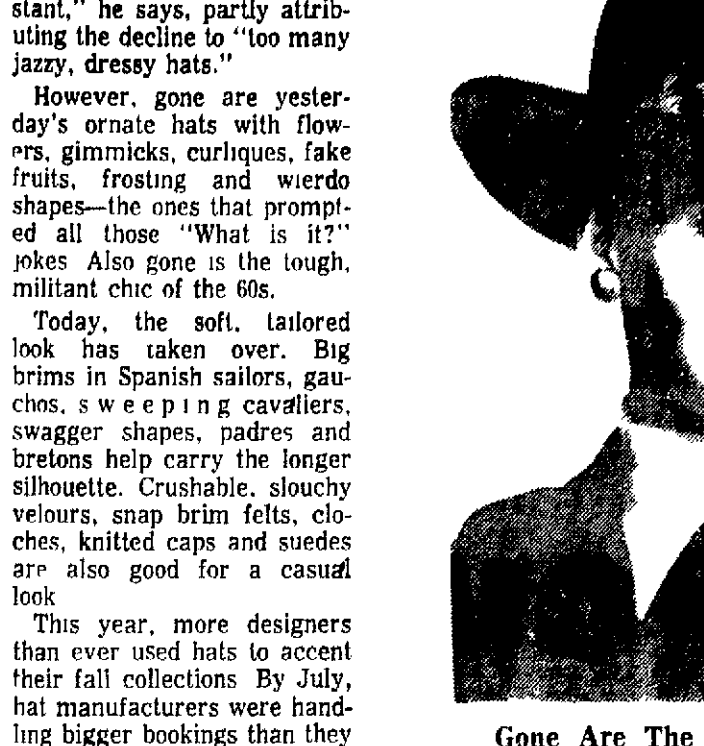 stant," he says, partly attrib-
uting the decline to "too many
jazzy, dressy hats."
However, gone are yester-
day's ornate hats with flow-
ers, gimmicks, curliques, fake
fruits, frosting and wierdo
shapes—the ones that prompt-
ed all those "What is it?"
jokes Also gone is the tough,
militant chic of the 60s.
Today, the soft, tailored
look has taken over. Big
brims in Spanish sailors, gau-
chos, sweeping cavaliers,
swagger shapes, padres and
bretons help carry the longer
silhouette. Crushable, slouchy
velours, snap brim felts, clo-
ches, knitted caps and suedes
are also good for a casual
look
This year, more designers
than ever used hats to accent
their fall collections By July,
hat manufacturers were hand-
ling bigger bookings than they
Gone Are The